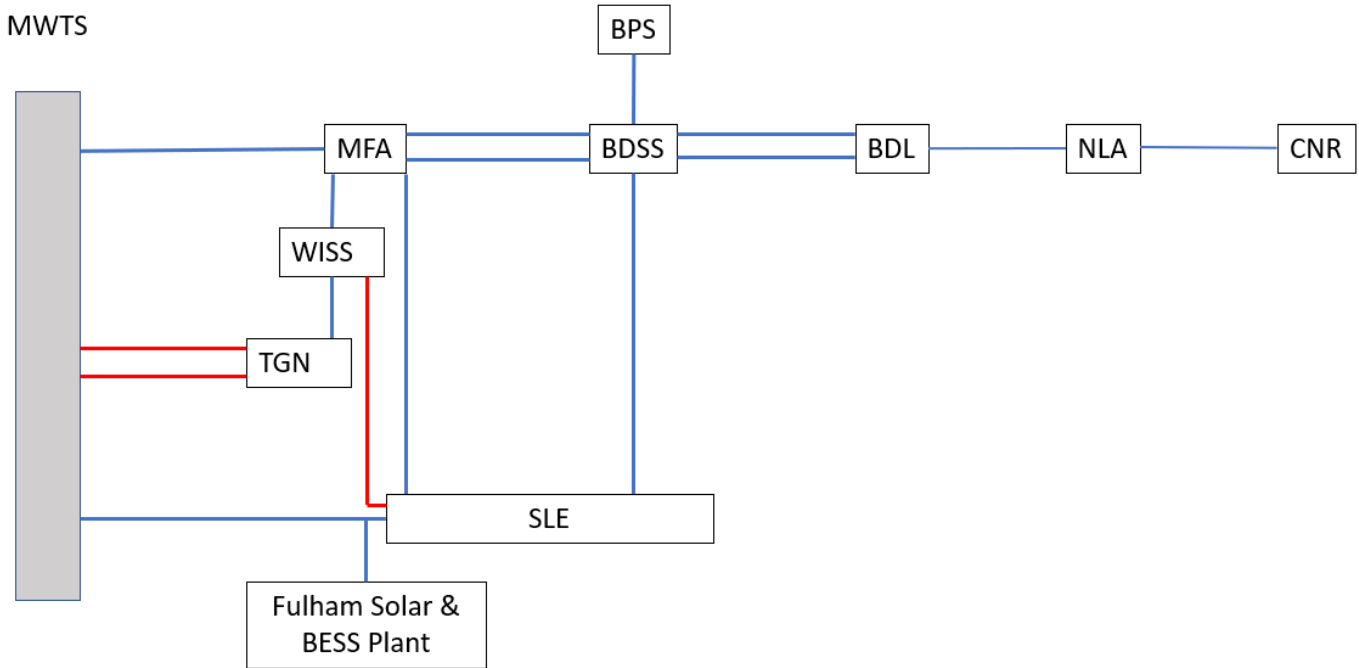 MWTS
BPS
MFA
BDSS
BDL
NLA
CNR
WISS
TGN
SLE
Fulham Solar &
BESS Plant